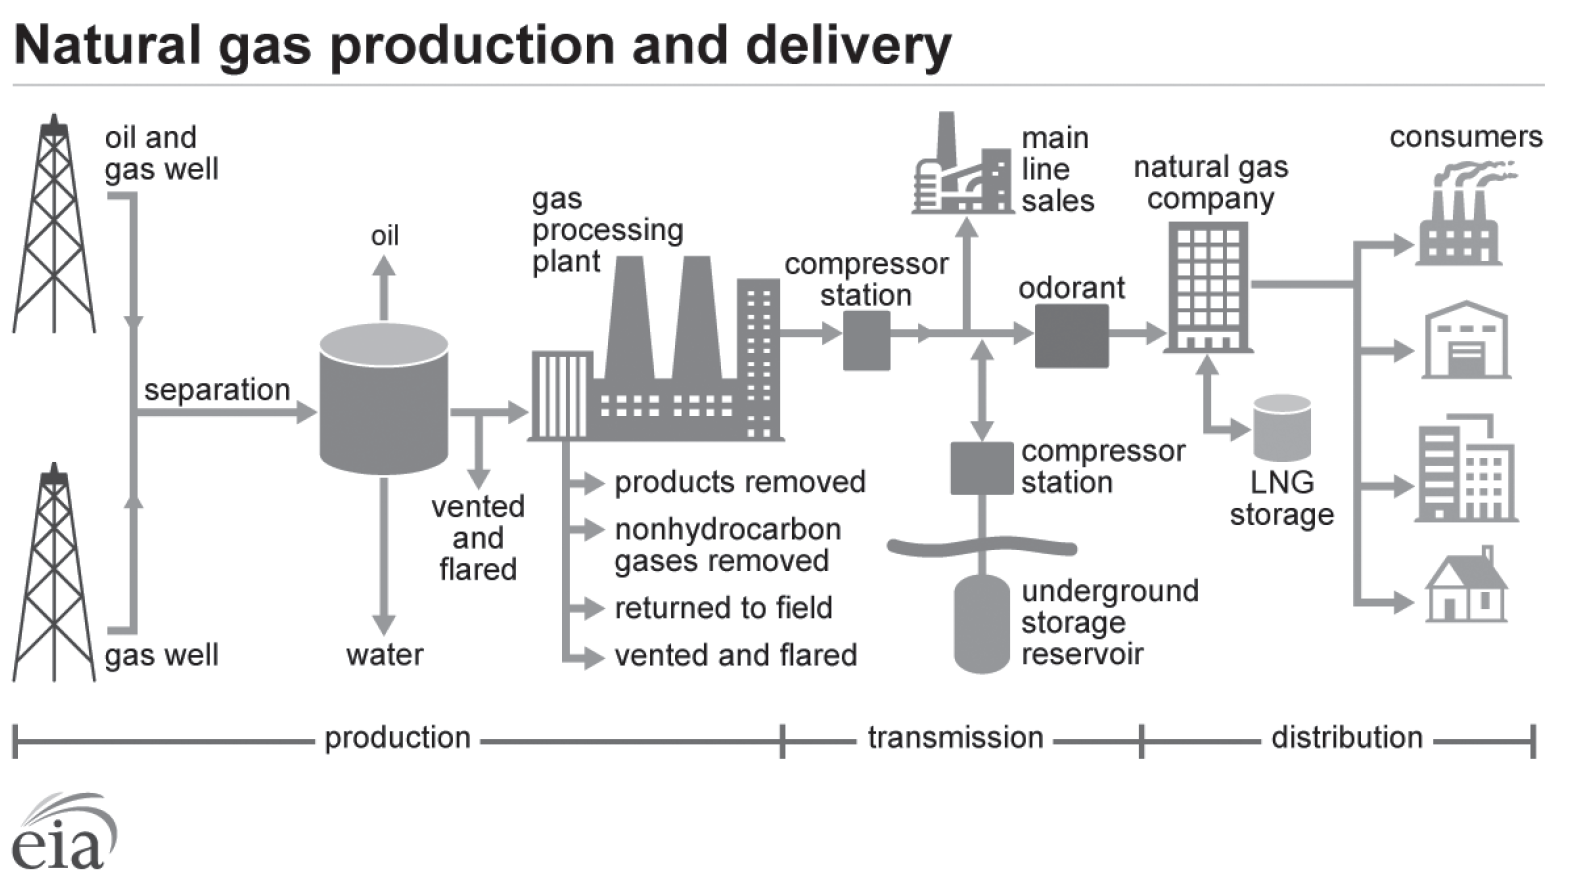 Natural gas production and delivery
oil and
gas well
gas well
separation
oil
water
vented
and
flared
gas
processing
plant
products removed
nonhydrocarbon
gases removed
returned to field
vented and flared
compressor
station
main
line
sales
odorant
compressor
station
underground
storage
reservoir
natural gas
company
LNG
storage
consumers
production
transmission
distribution
eia